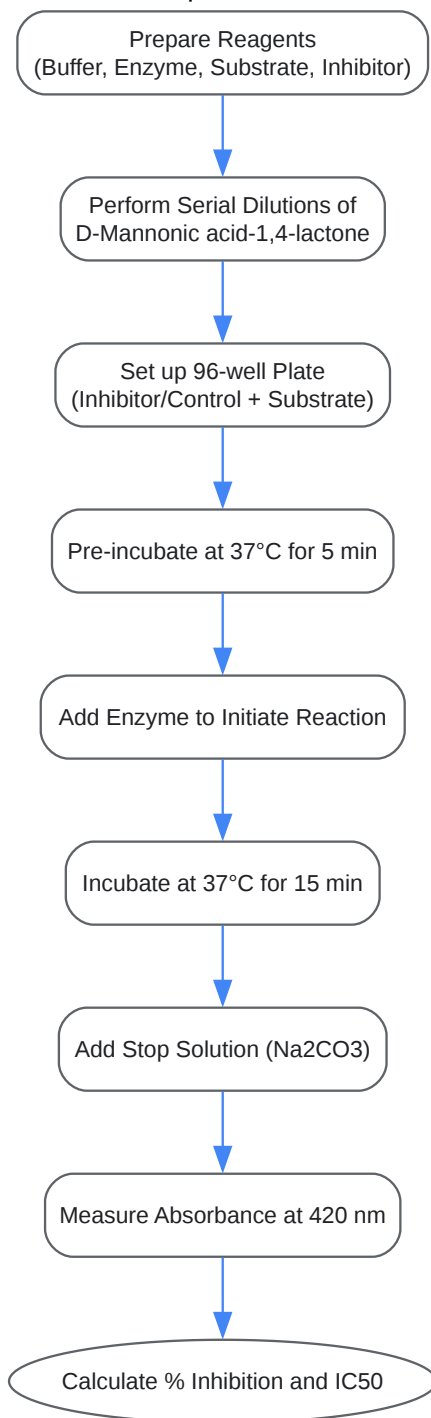 Prepare Reagents
(Buffer, Enzyme, Substrate, Inhibitor)
Perform Serial Dilutions of
D-Mannonic acid-1,4-lactone
Set up 96-well Plate
(Inhibitor/Control + Substrate)
Pre-incubate at 37°C for 5 min
Add Enzyme to Initiate Reaction
Incubate at 37°C for 15 min
Add Stop Solution (Na2CO3)
Measure Absorbance at 420 nm
Calculate % Inhibition and IC50